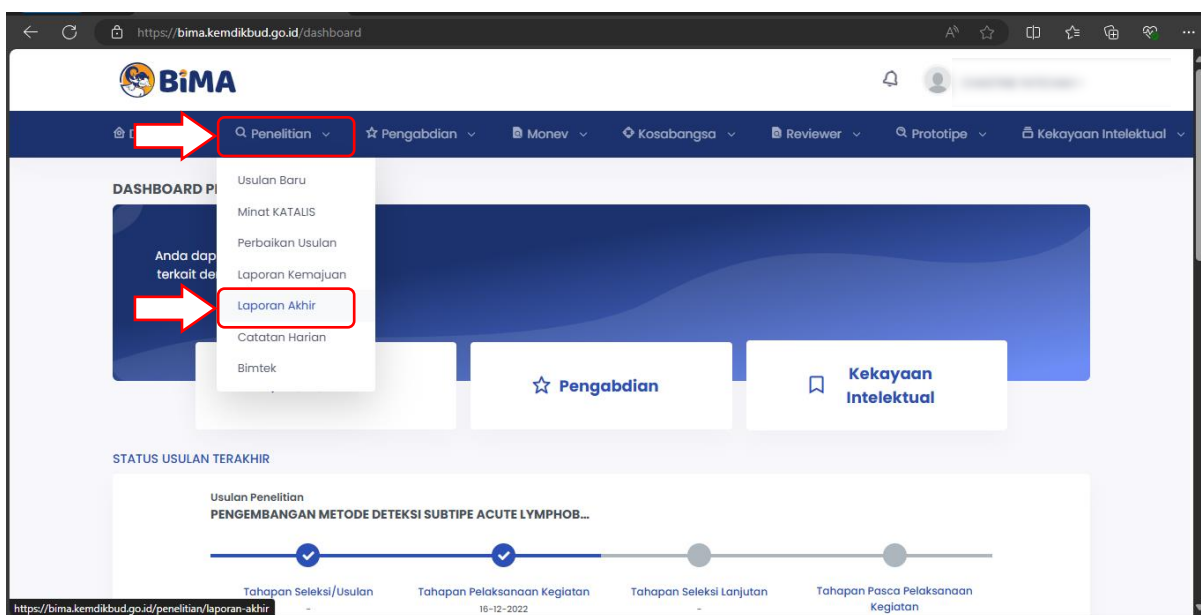 https://bima.kemdikbud.go.id/dashboard
BiMA
Penelitian
Pengabdian
Monev
Kosabangsa
Reviewer
Prototipe
Kekayaan Intelektual
Usulan Baru
Minat KATALIS
Perbaikan Usulan
Laporan Kemajuan
Laporan Akhir
Catatan Harian
Bimtek
DASHBOARD
Anda
terkait
Pengabdian
Kekayaan
Intelektual
STATUS USULAN TERAKHIR
Usulan Penelitian
PENGEMBANGAN METODE DETEKSI SUBTIPE ACUTE LYMPHOB...
Tahapan Seleksi/Usulan
-
Tahapan Pelaksanaan Kegiatan
16-12-2022
Tahapan Seleksi Lanjutan
-
Tahapan Pasca Pelaksanaan
Kegiatan
https://bima.kemdikbud.go.id/penelitian/laporan-akhir